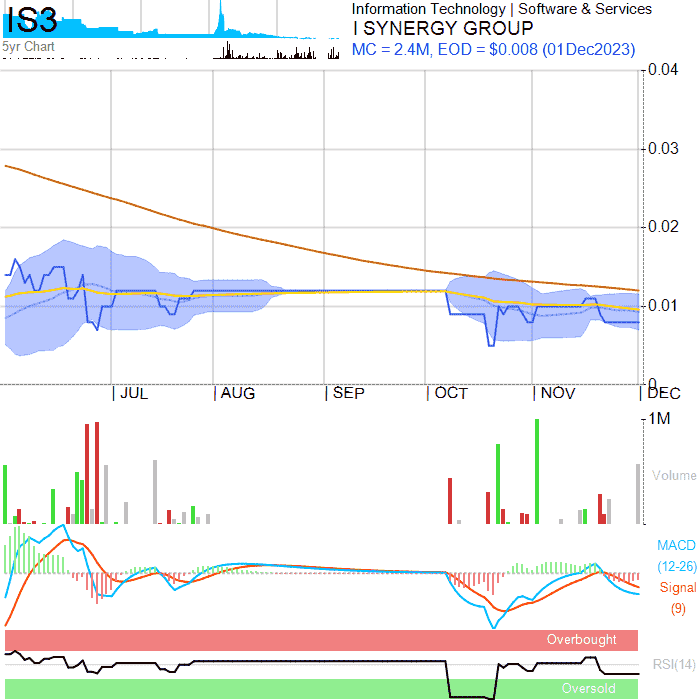 IS3
5yr Chart
Information Technology | Software & Services
I SYNERGY GROUP
MC = 2.4M, EOD = $0.008 (01Dec2023)
0.04
0.03
0.02
0.01
0
JUL
AUG
SEP
OCT
NOV
DEC
1M
Volume
MACD
(12-26)
Signal
(9)
Overbought
RSI(14)
Oversold